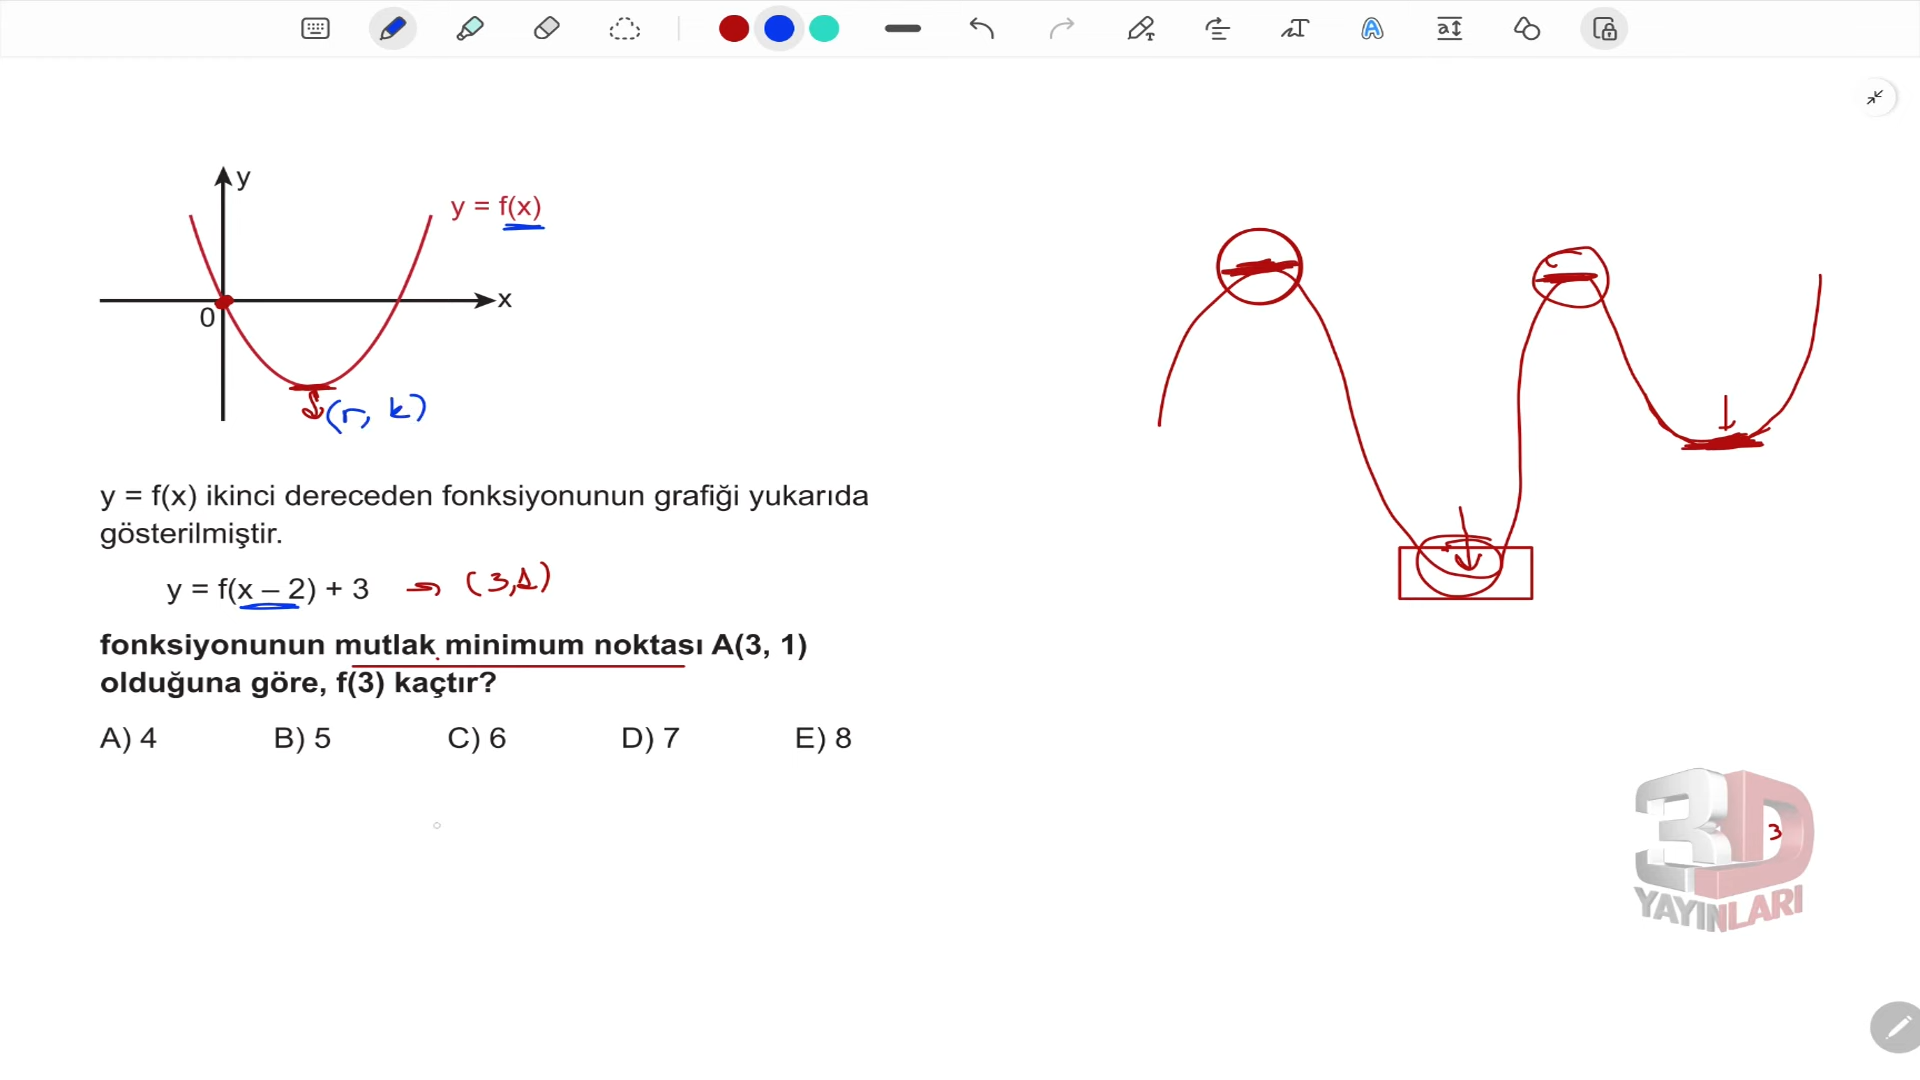 y
y = f(x)
x
0
(r, k)
y = f(x) ikinci dereceden fonksiyonunun grafiği yukarıda
gösterilmiştir.
y = f(x – 2) + 3 (3,1)
fonksiyonunun mutlak minimum noktası A(3, 1)
olduğuna göre, f(3) kaçtır?
A) 4 B) 5 C) 6 D) 7 E) 8
3D
3
YAYINLARI